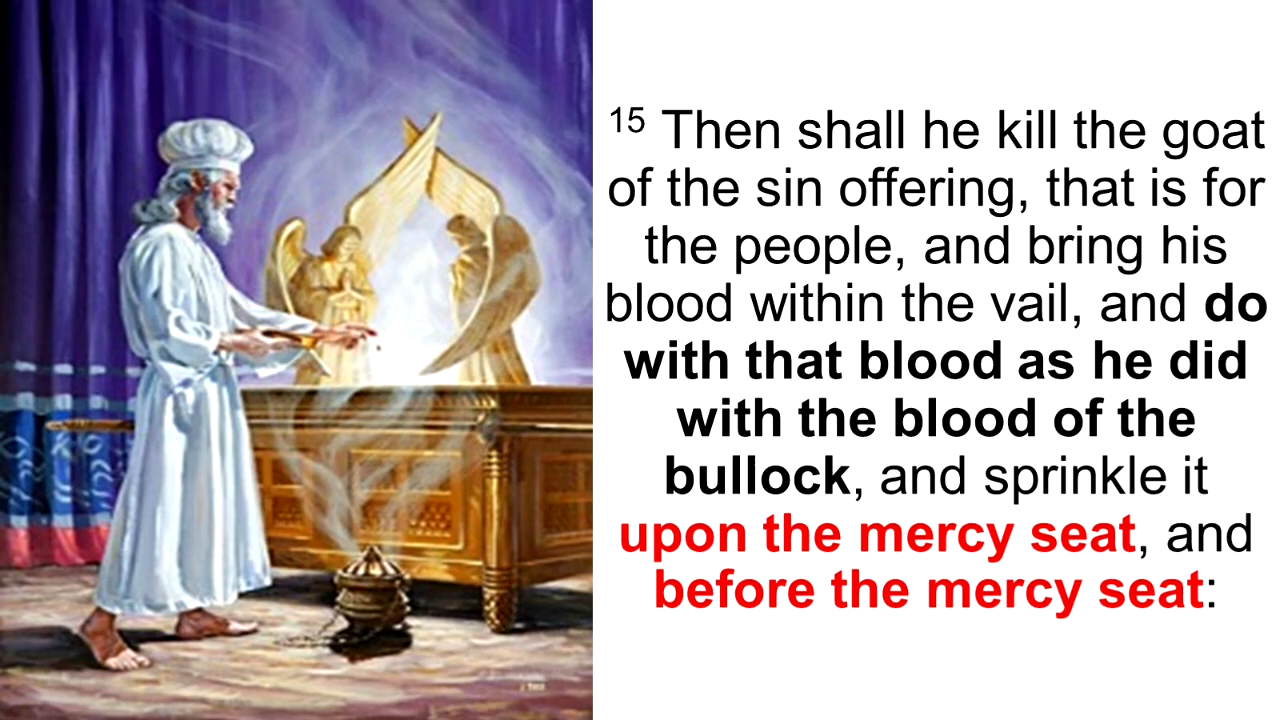 15 Then shall he kill the goat
of the sin offering, that is for
the people, and bring his
blood within the vail, and do
with that blood as he did
with the blood of the
bullock, and sprinkle it
upon the mercy seat, and
before the mercy seat: